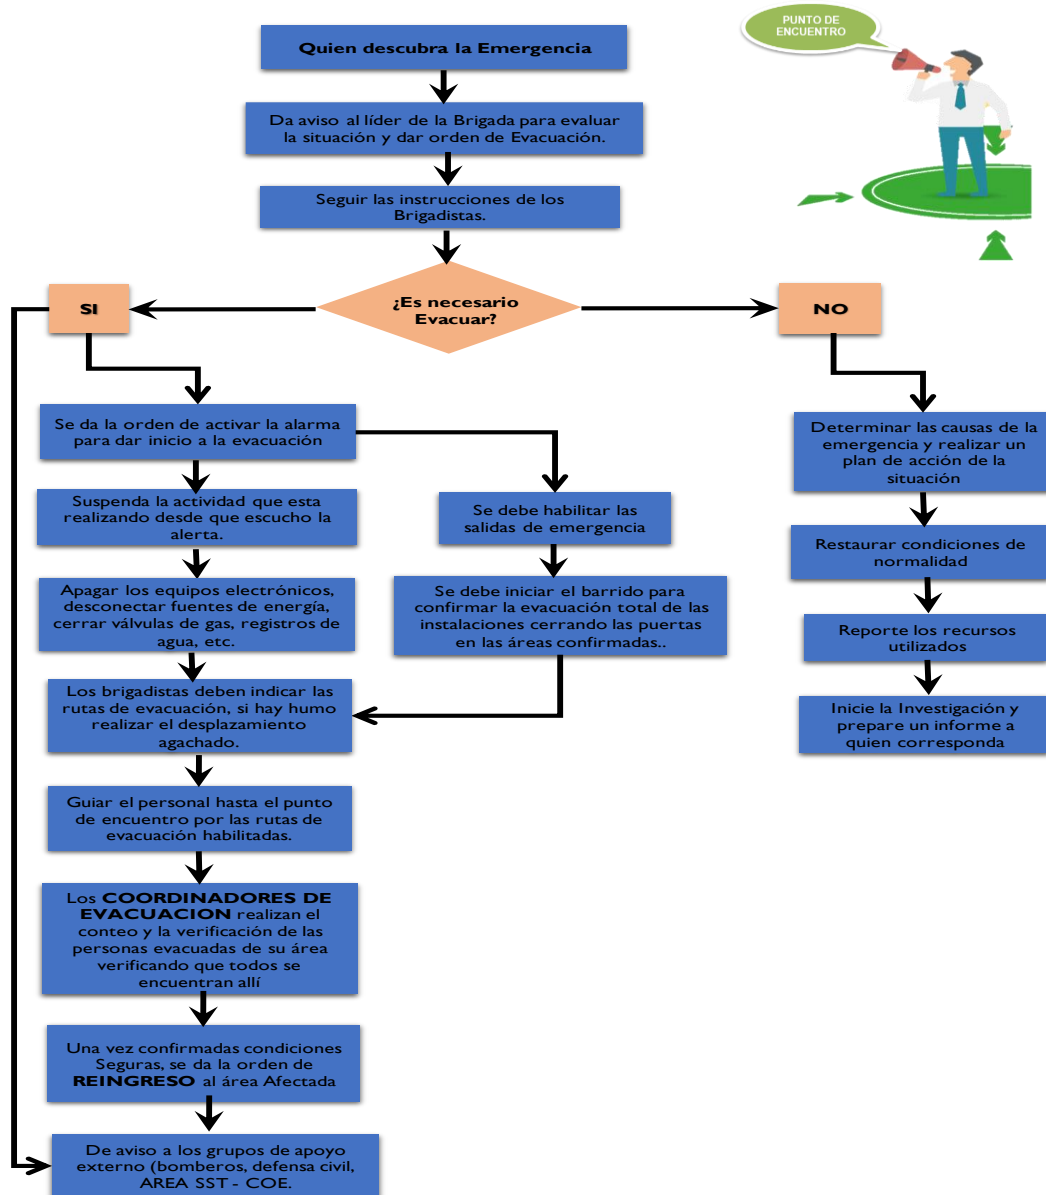 PUNTO DE
ENCUENTRO
Quien descubra la Emergencia
Da aviso al líder de la Brigada para evaluar
la situación y dar orden de Evacuación.
Seguir las instrucciones de los
Brigadistas.
¿Es necesario
Evacuar?
SI
NO
Se da la orden de activar la alarma
para dar inicio a la evacuación
Suspenda la actividad que esta
realizando desde que escucho la
alerta.
Apagar los equipos electrónicos,
desconectar fuentes de energía,
cerrar válvulas de gas, registros de
agua, etc.
Se debe habilitar las
salidas de emergencia
Se debe iniciar el barrido para
confirmar la evacuación total de las
instalaciones cerrando las puertas
en las áreas confirmadas..
Los brigadistas deben indicar las
rutas de evacuación, si hay humo
realizar el desplazamiento
agachado.
Guiar el personal hasta el punto
de encuentro por las rutas de
evacuación habilitadas.
Los COORDINADORES DE
EVACUACION realizan el
conteo y la verificación de las
personas evacuadas de su área
verificando que todos se
encuentran allí
Una vez confirmadas condiciones
Seguras, se da la orden de
REINGRESO al área Afectada
De aviso a los grupos de apoyo
externo (bomberos, defensa civil,
AREA SST - COE.
Determinar las causas de la
emergencia y realizar un
plan de acción de la
situación
Restaurar condiciones de
normalidad
Reporte los recursos
utilizados
Inicie la Investigación y
prepare un informe a
quien corresponda